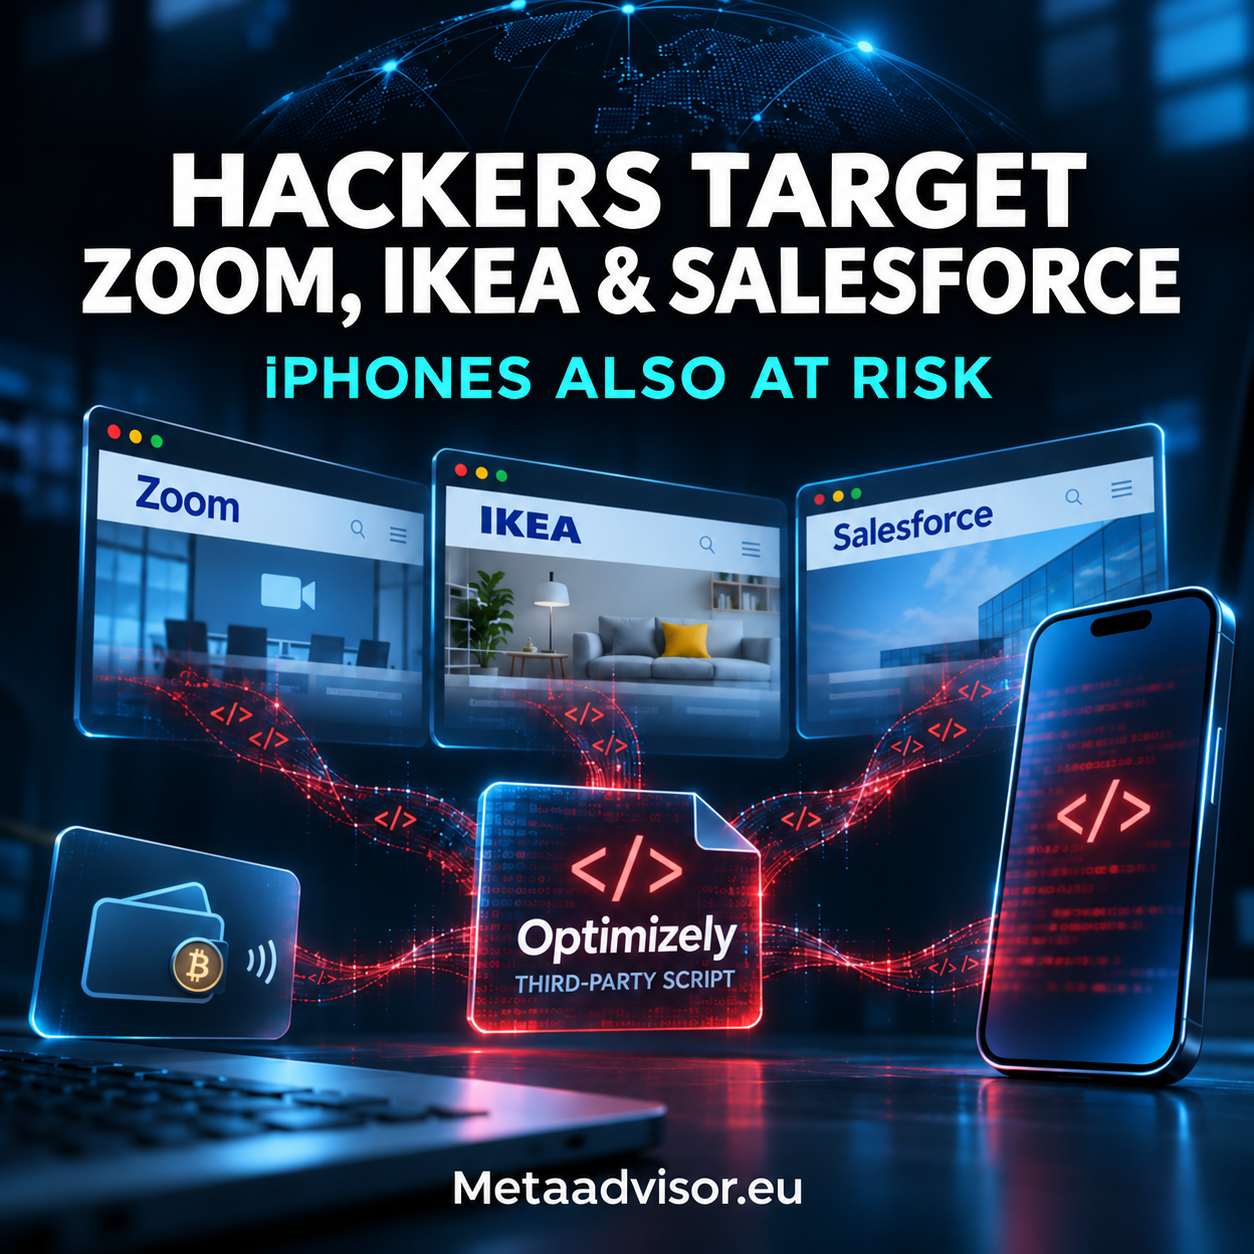 HACKERS TARGET
ZOOM, IKEA & SALESFORCE
iPHONES ALSO AT RISK
Zoom
IKEA
Salesforce
</>
</>
</>
</>
</>
</>
</>
</>
</>
</>
Optimizely
THIRD-PARTY SCRIPT
</>
</>
</>
Metaadvisor.eu